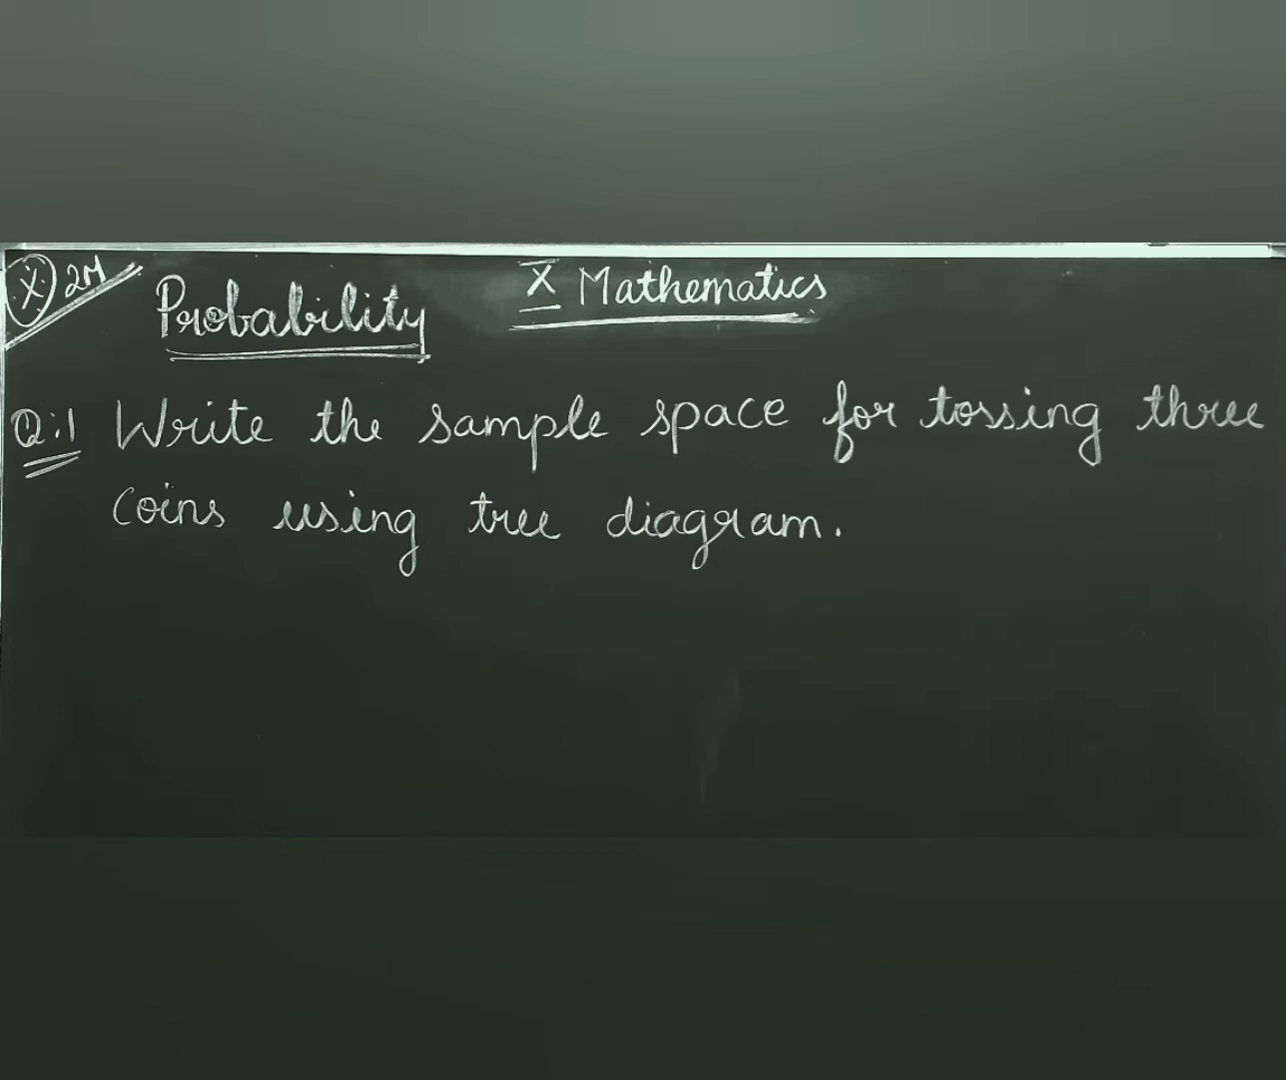 X 2M
Probability
X Mathematics
Q:1 Write the sample space for tossing three
coins using tree diagram.